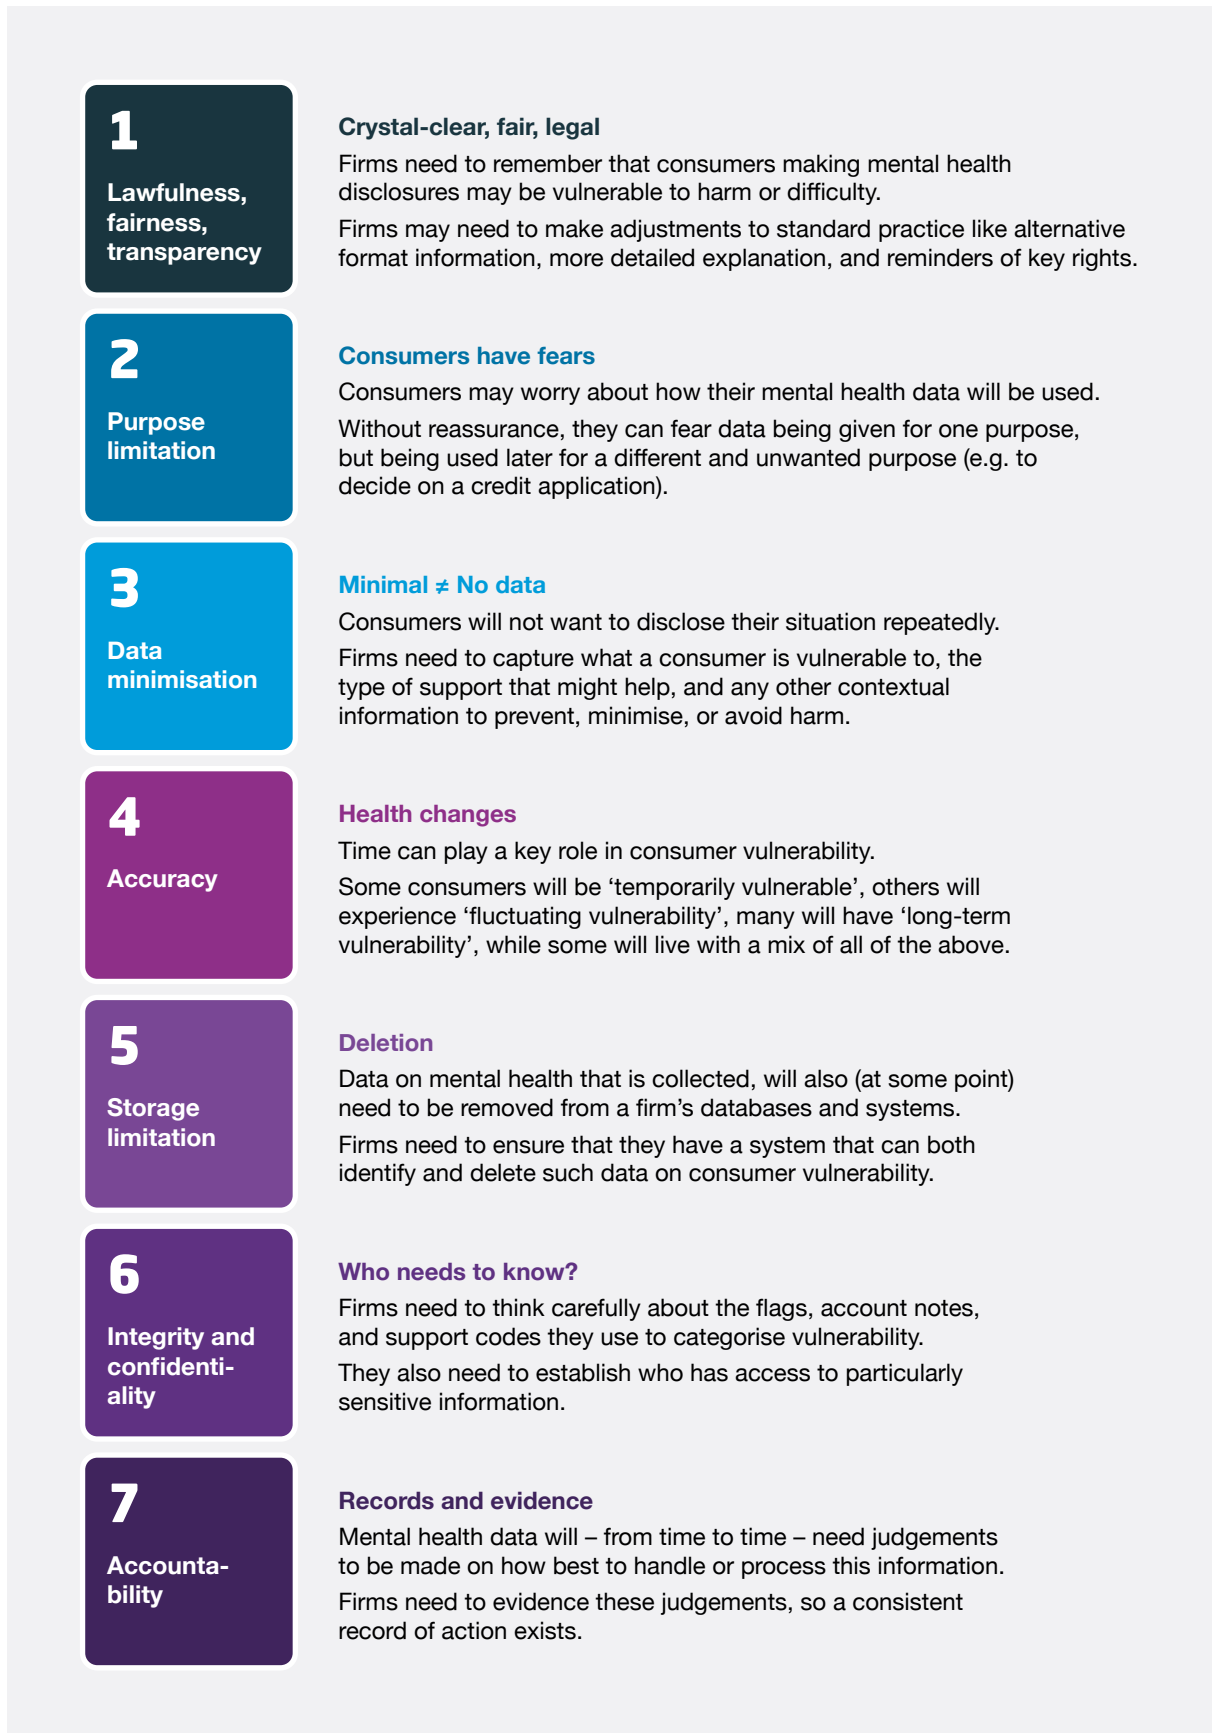 1
Lawfulness,
fairness,
transparency
Crystal-clear, fair, legal
Firms need to remember that consumers making mental health
disclosures may be vulnerable to harm or difficulty.
Firms may need to make adjustments to standard practice like alternative
format information, more detailed explanation, and reminders of key rights.
2
Purpose
limitation
Consumers have fears
Consumers may worry about how their mental health data will be used.
Without reassurance, they can fear data being given for one purpose,
but being used later for a different and unwanted purpose (e.g. to
decide on a credit application).
3
Data
minimisation
Minimal ≠ No data
Consumers will not want to disclose their situation repeatedly.
Firms need to capture what a consumer is vulnerable to, the
type of support that might help, and any other contextual
information to prevent, minimise, or avoid harm.
4
Accuracy
Health changes
Time can play a key role in consumer vulnerability.
Some consumers will be ‘temporarily vulnerable’, others will
experience ‘fluctuating vulnerability’, many will have ‘long-term
vulnerability’, while some will live with a mix of all of the above.
5
Storage
limitation
Deletion
Data on mental health that is collected, will also (at some point)
need to be removed from a firm’s databases and systems.
Firms need to ensure that they have a system that can both
identify and delete such data on consumer vulnerability.
6
Integrity and
confidenti-
ality
Who needs to know?
Firms need to think carefully about the flags, account notes,
and support codes they use to categorise vulnerability.
They also need to establish who has access to particularly
sensitive information.
7
Accounta-
bility
Records and evidence
Mental health data will – from time to time – need judgements
to be made on how best to handle or process this information.
Firms need to evidence these judgements, so a consistent
record of action exists.